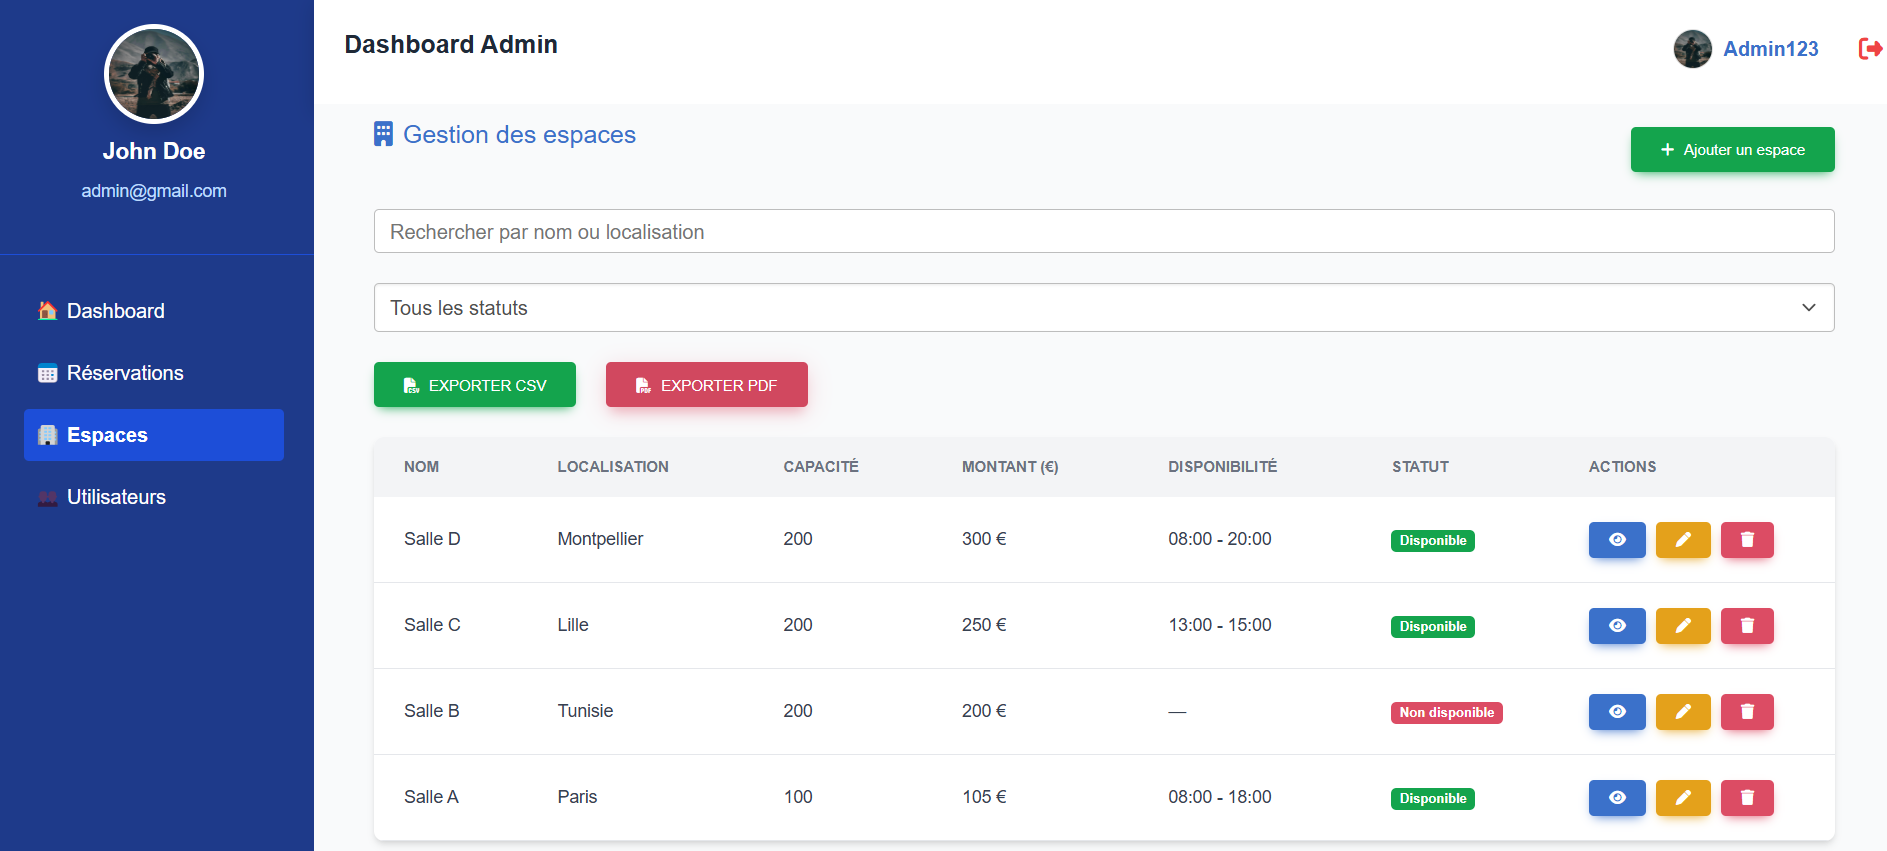 John Doe
admin@gmail.com
Dashboard
Réservations
Espaces
Utilisateurs
Dashboard Admin
Admin123
Gestion des espaces
Ajouter un espace
Rechercher par nom ou localisation
Tous les statuts
CSV EXPORTER CSV
PDF EXPORTER PDF
NOM LOCALISATION CAPACITÉ MONTANT (€) DISPONIBILITÉ STATUT ACTIONS
Salle D Montpellier 200 300 € 08:00 - 20:00 Disponible
Salle C Lille 200 250 € 13:00 - 15:00 Disponible
Salle B Tunisie 200 200 € — Non disponible
Salle A Paris 100 105 € 08:00 - 18:00 Disponible